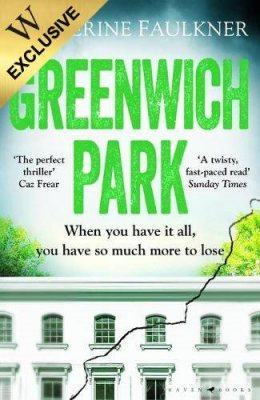 W
EXCLUSIVE
ERINE FAULKNER
GREENWICH
PARK
'The perfect
thriller'
Caz Frear
'A twisty,
fast-paced read'
Sunday Times
When you have it all,
you have so much more to lose
RAVEN BOOKS